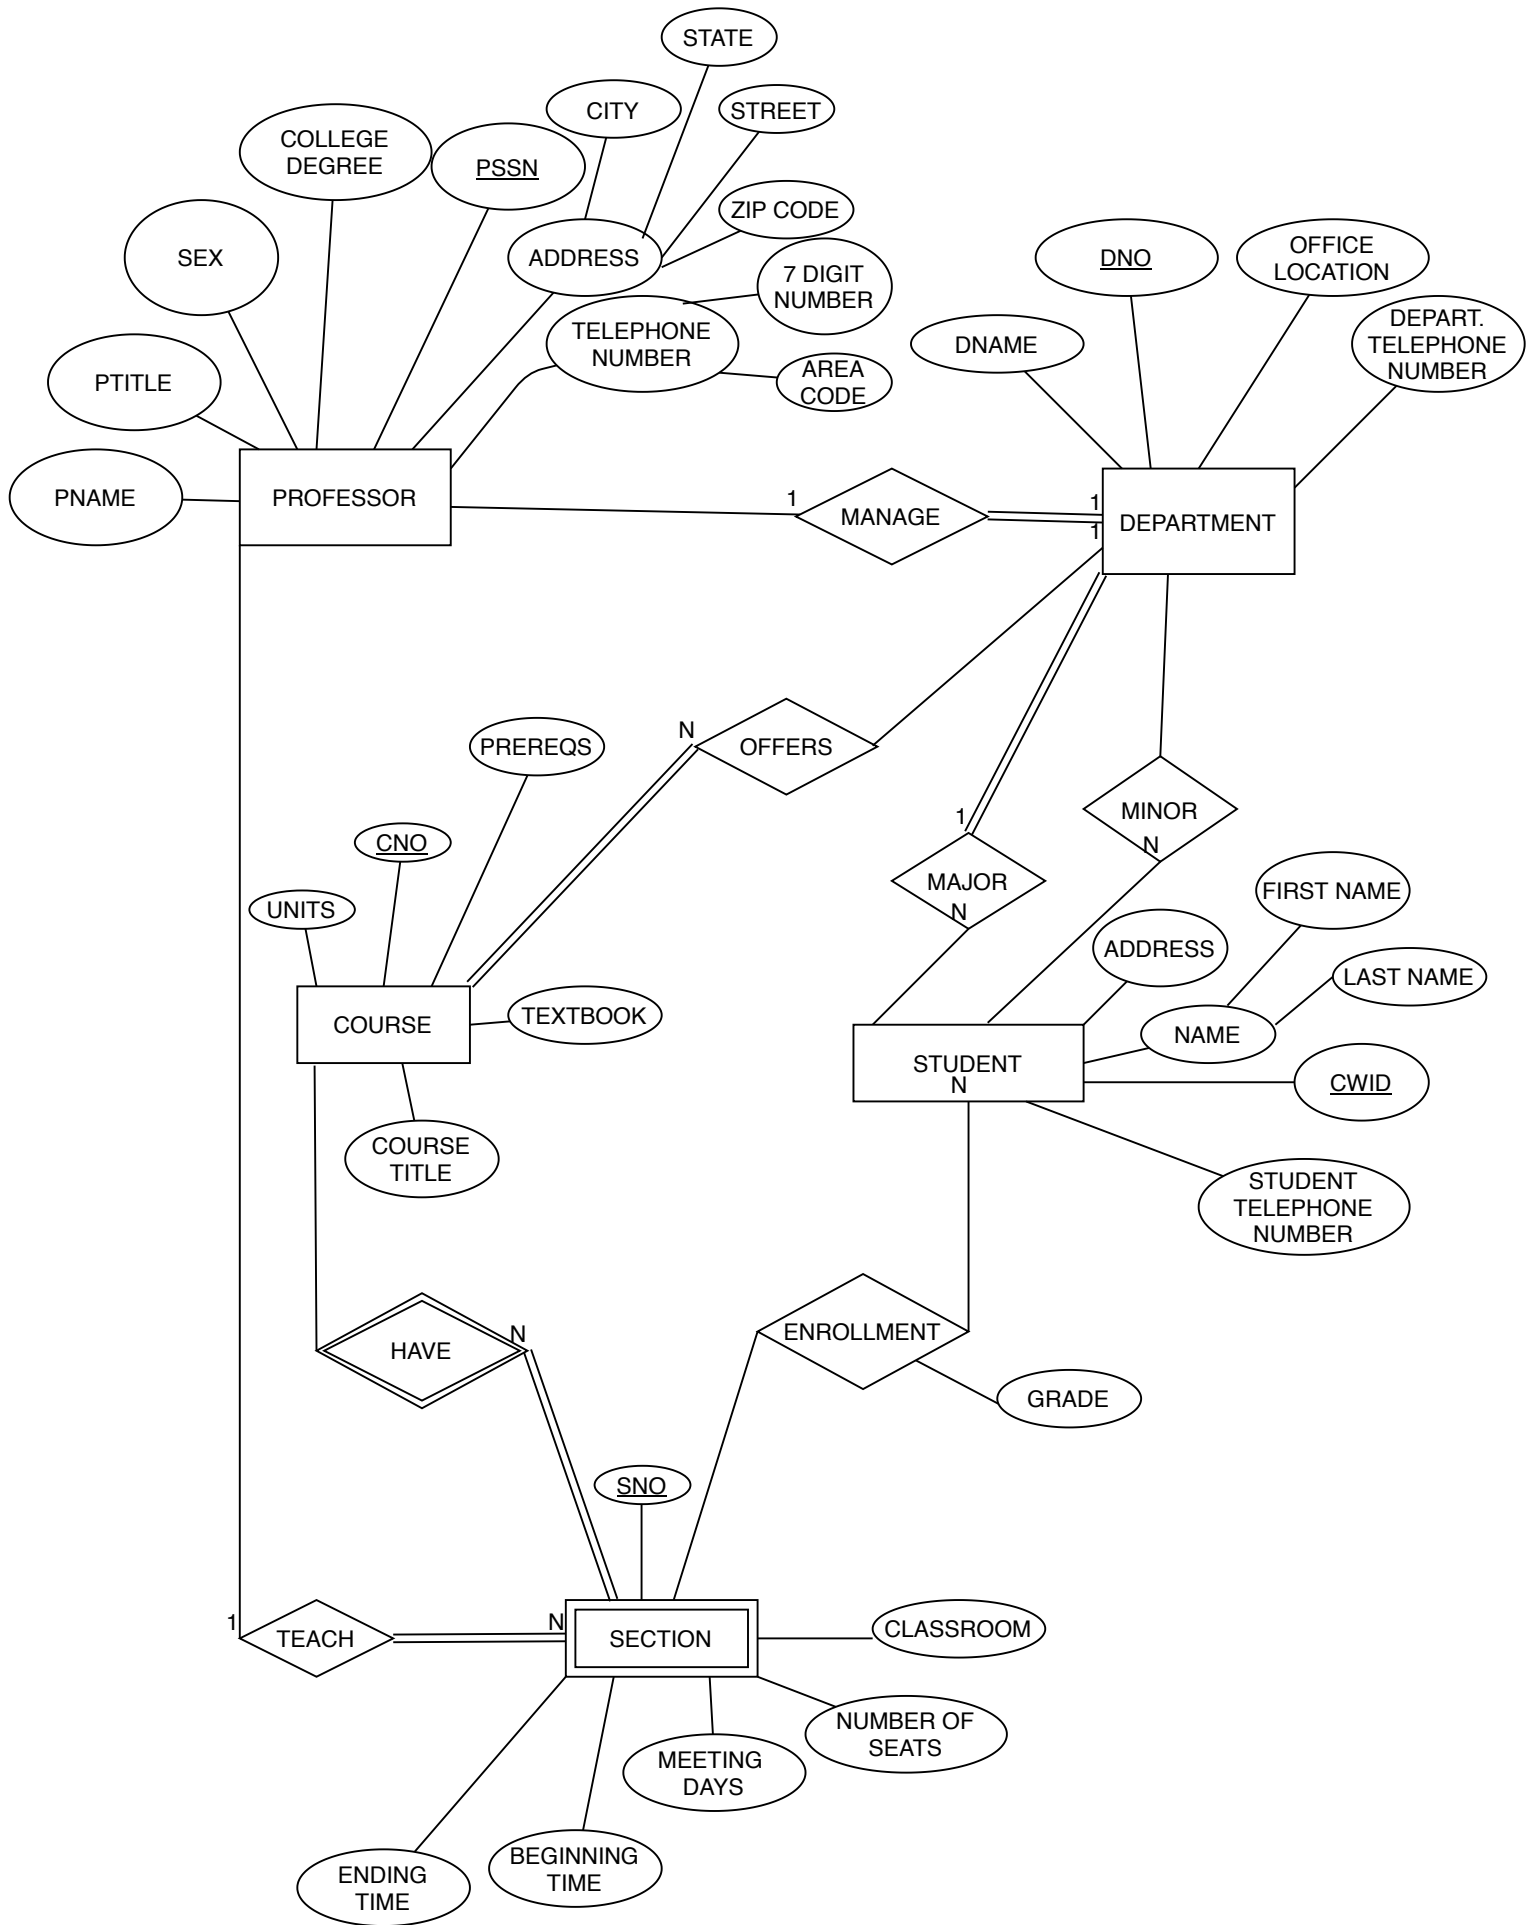 STATE
CITY
STREET
COLLEGE
DEGREE
PSSN
ZIP CODE
SEX
ADDRESS
DNO
OFFICE
LOCATION
7 DIGIT
NUMBER
TELEPHONE
NUMBER
DNAME
DEPART.
TELEPHONE
NUMBER
PTITLE
AREA
CODE
PNAME
PROFESSOR
1
MANAGE
1
1
DEPARTMENT
PREREQS
N
OFFERS
1
MINOR
N
CNO
MAJOR
N
FIRST NAME
UNITS
ADDRESS
LAST NAME
COURSE
TEXTBOOK
NAME
STUDENT
N
CWID
COURSE
TITLE
STUDENT
TELEPHONE
NUMBER
HAVE
N
ENROLLMENT
GRADE
SNO
1
TEACH
N
SECTION
CLASSROOM
NUMBER OF
SEATS
MEETING
DAYS
BEGINNING
TIME
ENDING
TIME